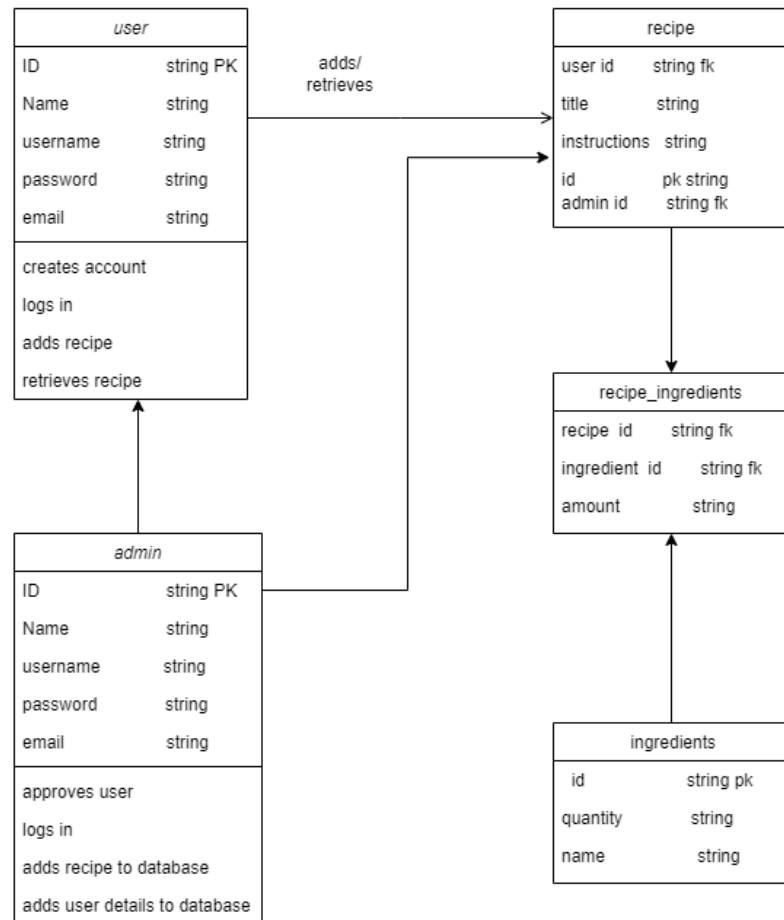 user
ID string PK
Name string
username string
password string
email string
creates account
logs in
adds recipe
retrieves recipe
adds/
retrieves
recipe
user id string fk
title string
instructions string
id pk string
admin id string fk
recipe_ingredients
recipe id string fk
ingredient id string fk
amount string
admin
ID string PK
Name string
username string
password string
email string
approves user
logs in
adds recipe to database
adds user details to database
ingredients
id string pk
quantity string
name string